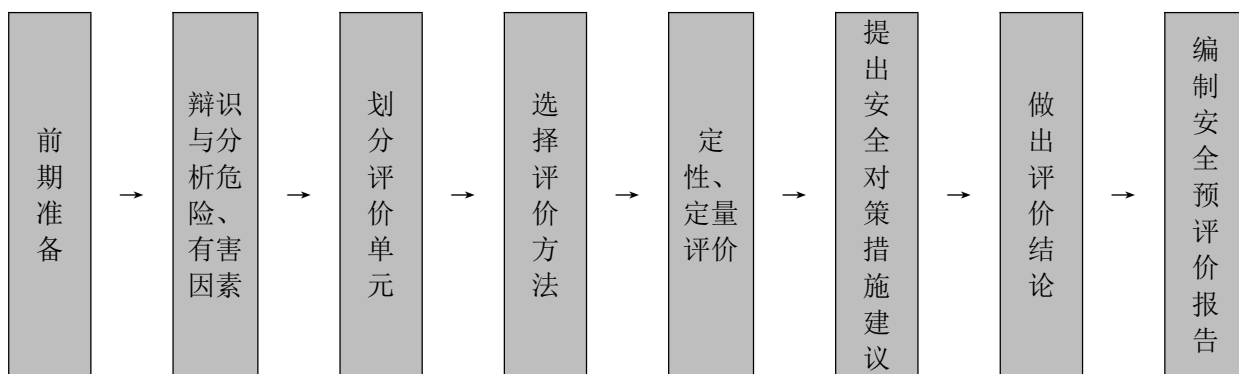 前期准备
辩识
与分
析危
险、
有害
因素
划分评价单元
选择评价方法
定
性、
定量
评价
提出安全对策措施建议
做出评价结论
编制安全预评价报告